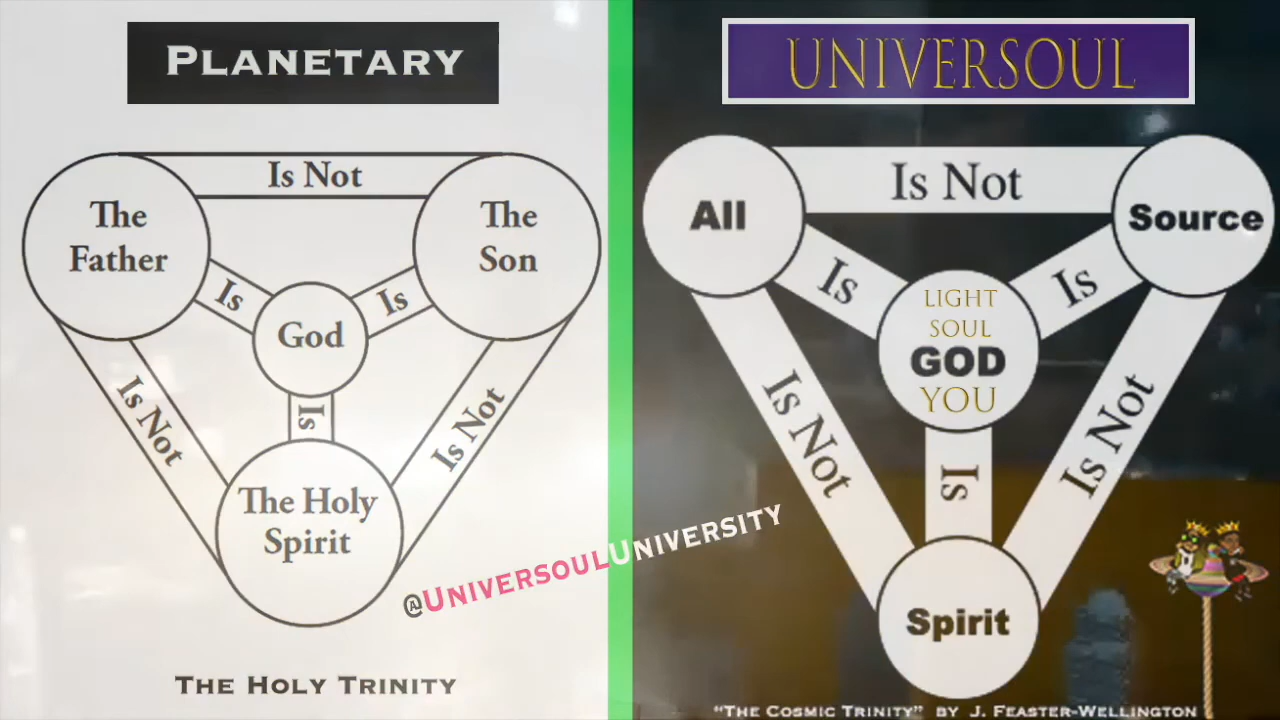 PLANETARY
Is Not
The
Father
The
Son
Is
Is
God
Is Not
Is
Is Not
The Holy
Spirit
THE HOLY TRINITY
@UNIVERSOULUNIVERSITY
UNIVERSOUL
Is Not
All
Source
Is
Is
LIGHT
SOUL
GOD
YOU
Is Not
Is
Is Not
Spirit
"THE COSMIC TRINITY" BY J. FEASTER-WELLINGTON